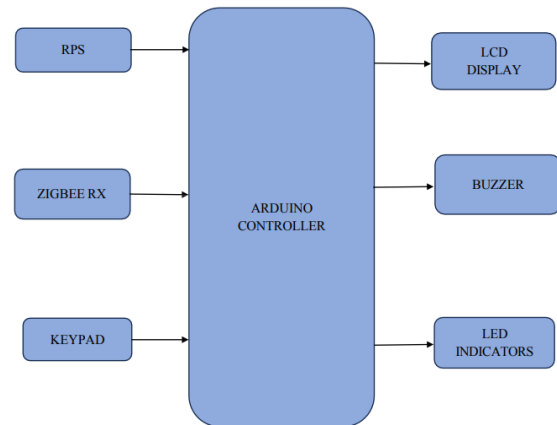 RPS
ZIGBEE RX
KEYPAD
ARDUINO
CONTROLLER
LCD
DISPLAY
BUZZER
LED
INDICATORS